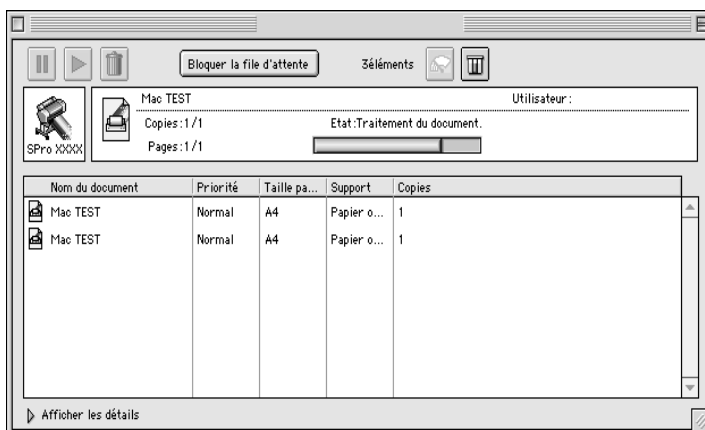 Bloquer la file d'attente 3éléments
Mac TEST Utilisateur :
Copies:1/1 Etat:Traitement du document.
SPro XXXX Pages:1/1
Nom du document Priorité Taille pa... Support Copies
Mac TEST Normal A4 Papier o... 1
Mac TEST Normal A4 Papier o... 1
Afficher les détails